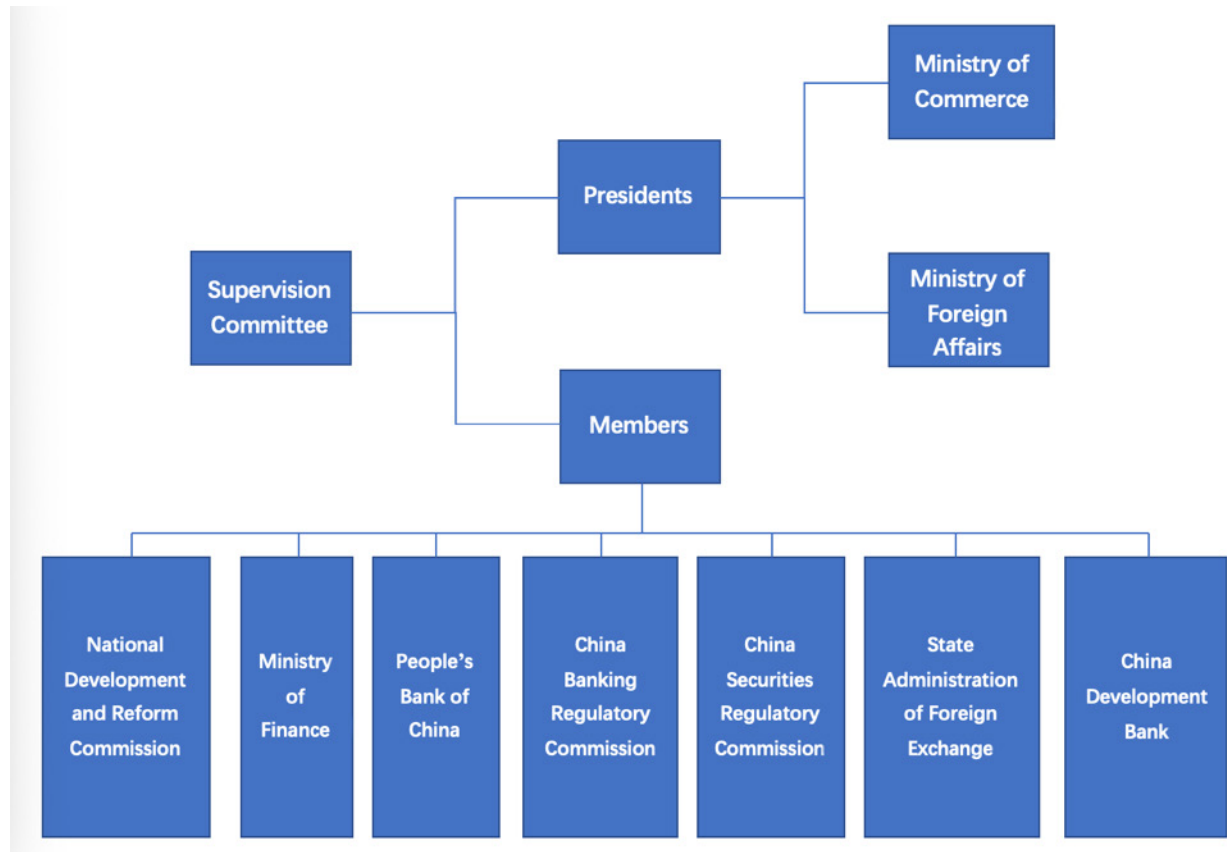 Ministry of
Commerce
Presidents
Supervision
Committee
Ministry of
Foreign
Affairs
Members
National
Development
and Reform
Commission
Ministry
of
Finance
People’s
Bank of
China
China
Banking
Regulatory
Commission
China
Securities
Regulatory
Commission
State
Administration
of Foreign
Exchange
China
Development
Bank